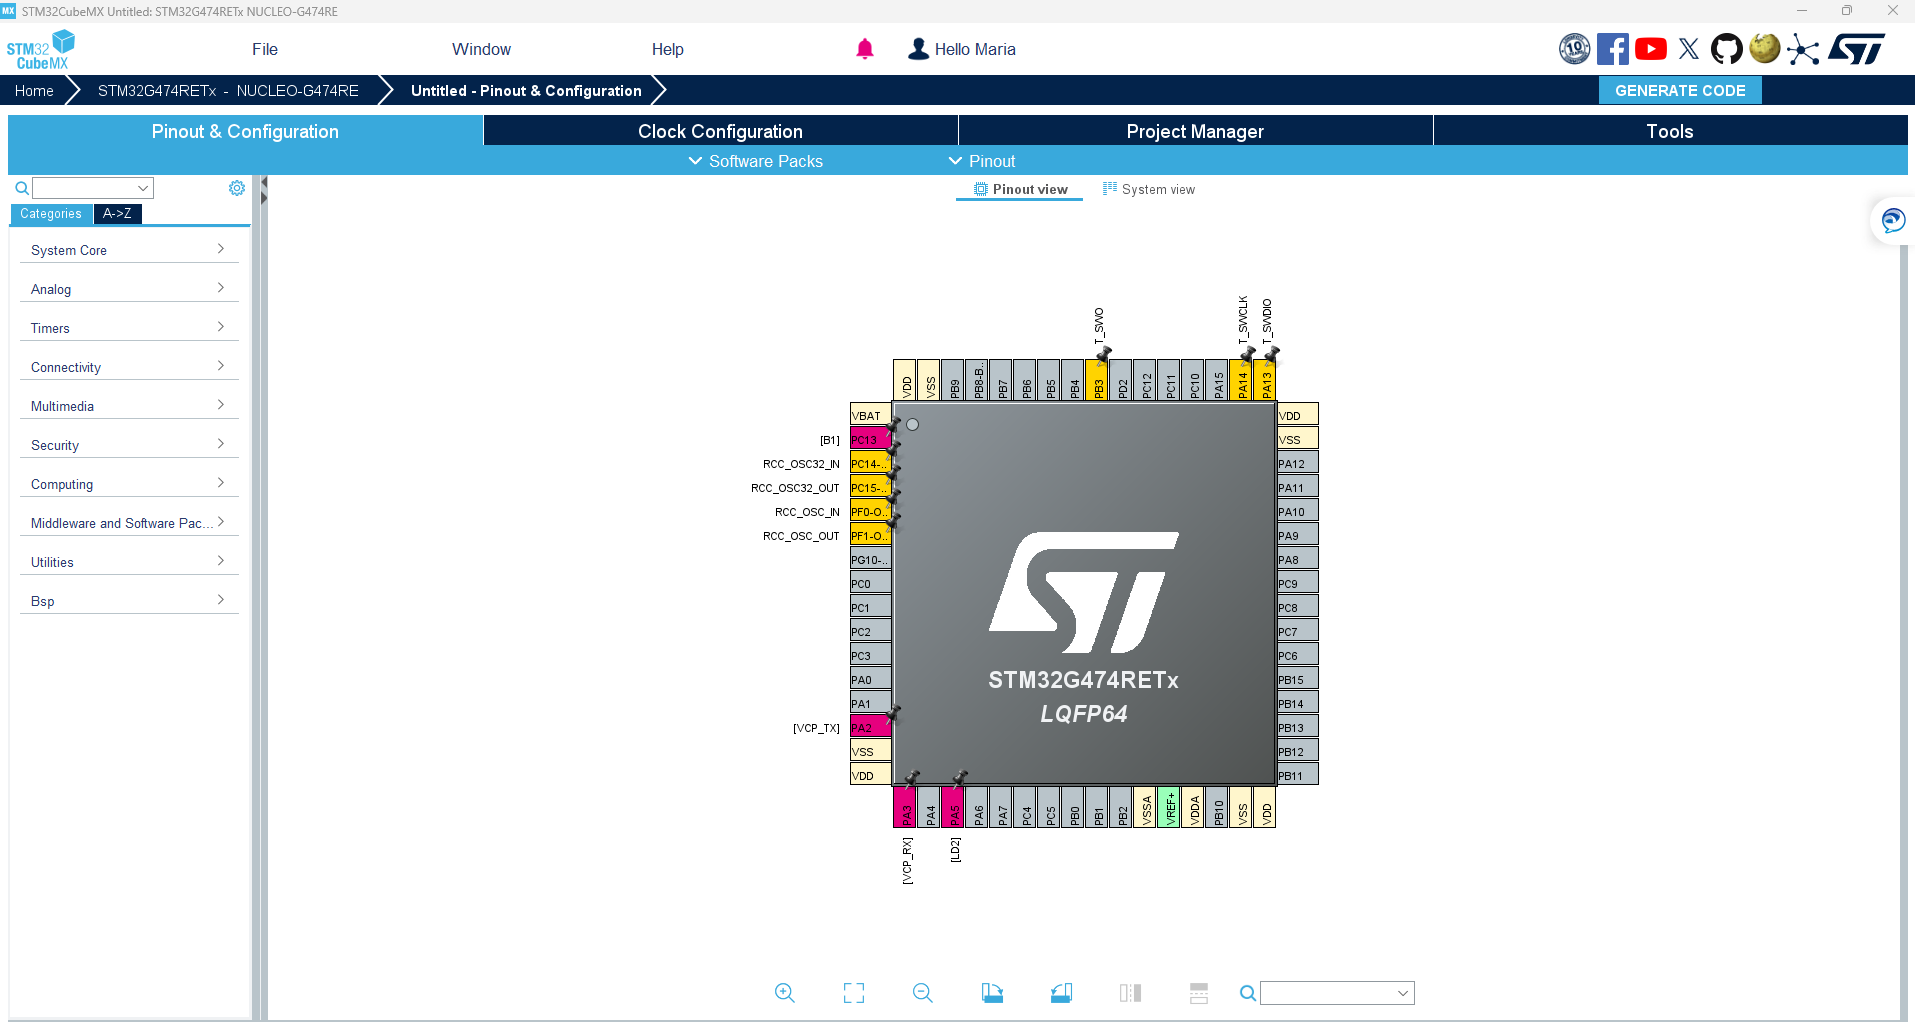 MX STM32CubeMX Untitled: STM32G474RETx NUCLEO-G474RE
STM32 CubeMX
File
Window
Help
Hello Maria
10
Home
STM32G474RETx - NUCLEO-G474RE
Untitled - Pinout & Configuration
GENERATE CODE
Pinout & Configuration
Clock Configuration
Project Manager
Tools
Software Packs
Pinout
Pinout view
System view
Categories
A->Z
System Core
Analog
Timers
Connectivity
Multimedia
Security
Computing
Middleware and Software Pac...
Utilities
Bsp
T_SWO
T_SWCLK
T_SWDIO
VDD
VSS
PB9
PB8-B..
PB7
PB6
PB5
PB4
PB3
PD2
PC12
PC11
PC10
PA15
PA14
PA13
VBAT
[B1] PC13
RCC_OSC32_IN PC14-..
RCC_OSC32_OUT PC15-..
RCC_OSC_IN PF0-O..
RCC_OSC_OUT PF1-O..
PG10-..
PC0
PC1
PC2
PC3
PA0
PA1
[VCP_TX] PA2
VSS
VDD
STM32G474RETx
LQFP64
VDD
VSS
PA12
PA11
PA10
PA9
PA8
PC9
PC8
PC7
PC6
PB15
PB14
PB13
PB12
PB11
PA3
PA4
PA5
PA6
PA7
PC4
PC5
PB0
PB1
PB2
VSSA
VREF+
VDDA
PB10
VSS
VDD
[VCP_RX]
[LD2]